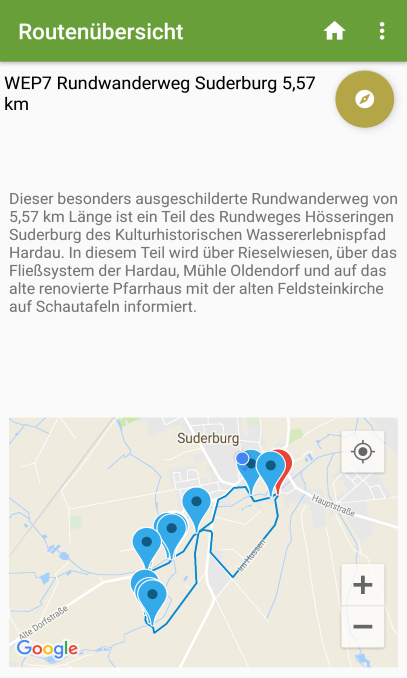 Routenübersicht
WEP7 Rundwanderweg Suderburg 5,57
km
Dieser besonders ausgeschilderte Rundwanderweg von
5,57 km Länge ist ein Teil des Rundweges Hösseringen
Suderburg des Kulturhistorischen Wassererlebnispfad
Hardau. In diesem Teil wird über Rieselwiesen, über das
Fließsystem der Hardau, Mühle Oldendorf und auf das
alte renovierte Pfarrhaus mit der alten Feldsteinkirche
auf Schautafeln informiert.
Suderburg
Hauptstraße
Im Hassen
Alte Dorfstraße
Google
+
−